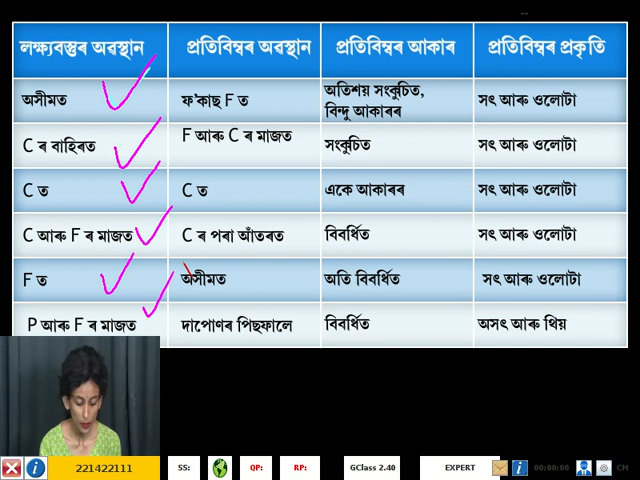 লক্ষ্যবস্তুৰ অৱস্থান প্ৰতিবিম্বৰ অৱস্থান প্ৰতিবিম্বৰ আকাৰ প্ৰতিবিম্বৰ প্ৰকৃতি
অসীমত ফ'কাছ F ত অতিশয় সংকুচিত, সৎ আৰু ওলোটা
বিন্দু আকাৰৰ
C ৰ বাহিৰত F আৰু C ৰ মাজত সংকুচিত সৎ আৰু ওলোটা
C ত C ত একে আকাৰৰ সৎ আৰু ওলোটা
C আৰু F ৰ মাজত C ৰ পৰা আঁতৰত বিবৰ্ধিত সৎ আৰু ওলোটা
F ত অসীমত অতি বিবৰ্ধিত সৎ আৰু ওলোটা
P আৰু F ৰ মাজত দাপোণৰ পিছফালে বিবৰ্ধিত অসৎ আৰু থিয়
221422111 SS: QP: RP: GClass 2.40 EXPERT 00:00:00 CM